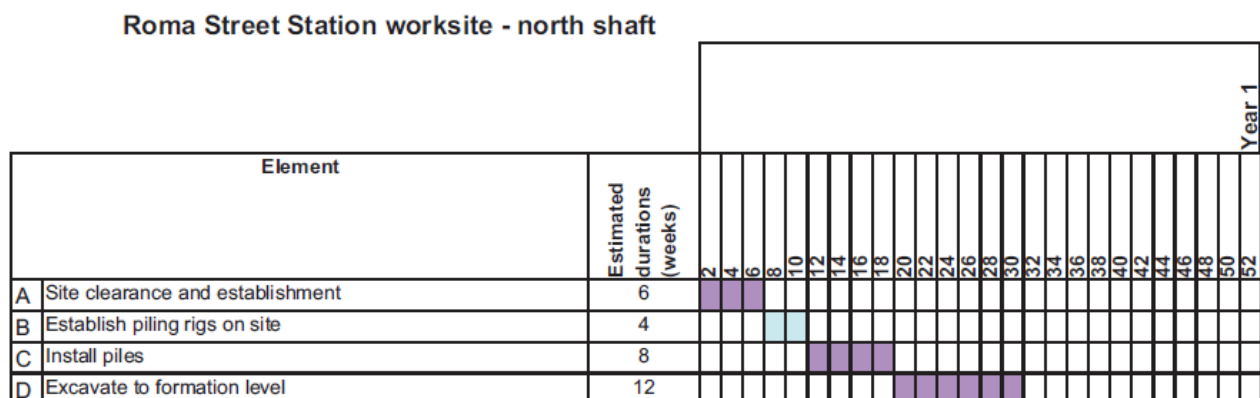 Roma Street Station worksite - north shaft
Year 1
Element
Estimated
durations
(weeks)
2 4 6 8 10 12 14 16 18 20 22 24 26 28 30 32 34 36 38 40 42 44 46 48 50 52
A Site clearance and establishment 6
B Establish piling rigs on site 4
C Install piles 8
D Excavate to formation level 12